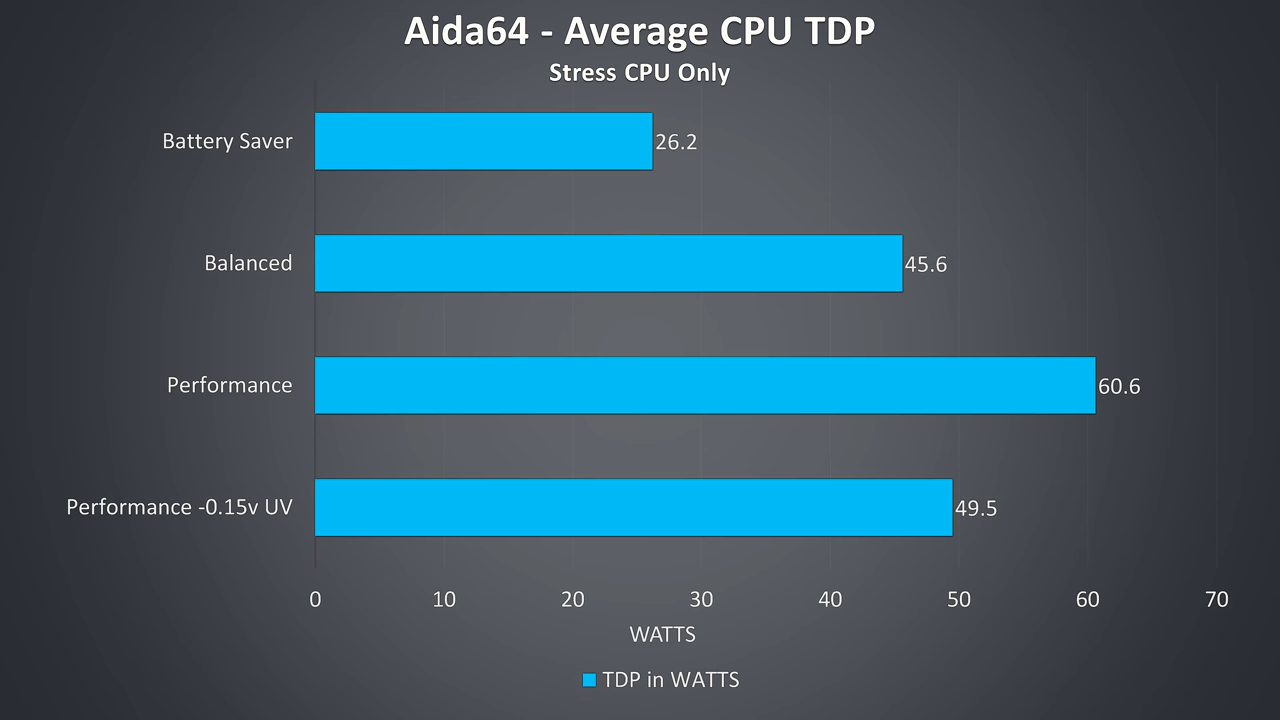 Aida64 - Average CPU TDP
Stress CPU Only
Battery Saver
26.2
Balanced
45.6
Performance
60.6
Performance -0.15v UV
49.5
0 10 20 30 40 50 60 70
WATTS
TDP in WATTS